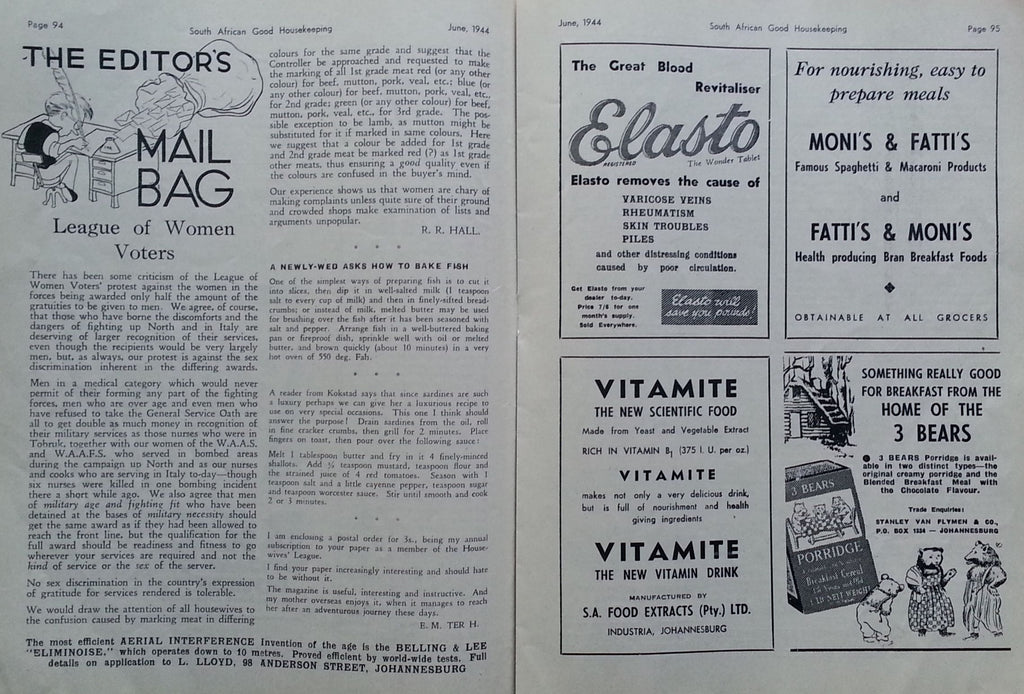 Page 94
South African Good Housekeeping
June, 1944
THE EDITOR'S
MAIL
BAG
League of Women
Voters
There has been some criticism of the League of
Women Voters' protest against the women in the
forces being awarded only half the amount of the
gratuities to be given to men. We agree, of course,
that those who have borne the discomforts and the
dangers of fighting up North and in Italy are
deserving of larger recognition of their services,
even though the recipients would be very largely
men, but, as always, our protest is against the sex
discrimination inherent in the differing awards.
Men in a medical category which would never
permit of their forming any part of the fighting
forces, men who are over age and even men who
have refused to take the General Service Oath are
all to get double as much money in recognition of
their military services as those nurses who were in
Tobruk, together with our women of the W.A.A.S.
and W.A.A.F.S. who served in bombed areas
during the campaign up North and as our nurses
and cooks who are serving in Italy to-day—though
six nurses were killed in one bombing incident
there a short while ago. We also agree that men
of military age and fighting fit who have been
detained at the bases of military necessity should
get the same award as if they had been allowed to
reach the front line, but the qualification for the
full award should be readiness and fitness to go
wherever your services are required and not the
kind of service or the sex of the server.
No sex discrimination in the country's expression
of gratitude for services rendered is tolerable.
We would draw the attention of all housewives to
the confusion caused by marking meat in differing
colours for the same grade and suggest that the
Controller be approached and requested to make
the marking of all 1st grade meat red (or any other
colour) for beef, mutton, pork, veal, etc.; blue (or
any other colour) for beef, mutton, pork, veal, etc.,
for 2nd grade; green (or any other colour) for beef,
mutton, pork, veal, etc., for 3rd grade. The pos-
sible exception to be lamb, as mutton might be
substituted for it if marked in same colours. Here
we suggest that a colour be added for 1st grade
and 2nd grade meat be marked red (?) as 1st grade
other meats, thus ensuring a good quality even if
the colours are confused in the buyer's mind.
Our experience shows us that women are chary of
making complaints unless quite sure of their ground
and crowded shops make examination of lists and
arguments unpopular.
R. R. HALL.
A NEWLY-WED ASKS HOW TO BAKE FISH
One of the simplest ways of preparing fish is to cut it
into slices, then dip it in well-salted milk (1 teaspoon
salt to every cup of milk) and then in finely-sifted bread-
crumbs; or instead of milk, melted butter may be used
for brushing over the fish after it has been seasoned with
salt and pepper. Arrange fish in a well-buttered baking
pan or fireproof dish, sprinkle well with oil or melted
butter, and brown quickly (about 10 minutes) in a very
hot oven of 550 deg. Fah.
A reader from Kokstad says that since sardines are such
a luxury perhaps we can give her a luxurious recipe to
use on very special occasions. This one I think should
answer the purpose! Drain sardines from the oil, roll
in fine cracker crumbs, then grill for 2 minutes. Place
fingers on toast, then pour over the following sauce:
Melt 1 tablespoon butter and fry in it 4 finely-minced
shallots. Add ½ teaspoon mustard, teaspoon flour and
the strained juice of 4 red tomatoes. Season with 1
teaspoon salt and a little cayenne pepper, teaspoon sugar
and teaspoon worcester sauce. Stir until smooth and cook
2 or 3 minutes.
I am enclosing a postal order for 3s., being my annual
subscription to your paper as a member of the House-
wives' League.
I find your paper increasingly interesting and should hate
to be without it.
The magazine is useful, interesting and instructive. And
my mother overseas enjoys it, when it manages to reach
her after an adventurous journey these days.
E. M. TER H.
The most efficient AERIAL INTERFERENCE Invention of the age is the BELLING & LEE
"ELIMINOISE," which operates down to 10 metres. Proved efficient by world-wide tests. Full
details on application to L. LLOYD, 98 ANDERSON STREET, JOHANNESBURG
June, 1944
South African Good Housekeeping
Page 95
The Great Blood
Revitaliser
Elasto
REGISTERED
The Wonder Tablet
Elasto removes the cause of
VARICOSE VEINS
RHEUMATISM
SKIN TROUBLES
PILES
and other distressing conditions
caused by poor circulation.
Get Elasto from your
dealer to-day.
Price 7/6 for one
month's supply.
Sold Everywhere.
Elasto will
save you pounds!
For nourishing, easy to
prepare meals
MONI'S & FATTI'S
Famous Spaghetti & Macaroni Products
and
FATTI'S & MONI'S
Health producing Bran Breakfast Foods
OBTAINABLE AT ALL GROCERS
VITAMITE
THE NEW SCIENTIFIC FOOD
Made from Yeast and Vegetable Extract
RICH IN VITAMIN B1 (375 I. U. per oz.)
VITAMITE
makes not only a very delicious drink,
but is full of nourishment and health
giving ingredients
VITAMITE
THE NEW VITAMIN DRINK
MANUFACTURED BY
S.A. FOOD EXTRACTS (Pty.) LTD.
INDUSTRIA, JOHANNESBURG
SOMETHING REALLY GOOD
FOR BREAKFAST FROM THE
HOME OF THE
3 BEARS
3 BEARS Porridge is avail-
able in two distinct types—the
original creamy porridge and the
Blended Breakfast Meal with
the Chocolate Flavour.
Trade Enquiries:
STANLEY VAN FLYMEN & CO.,
P.O. BOX 1334 — JOHANNESBURG
3 BEARS
PORRIDGE
Breakfast Cereal
NETT WEIGHT